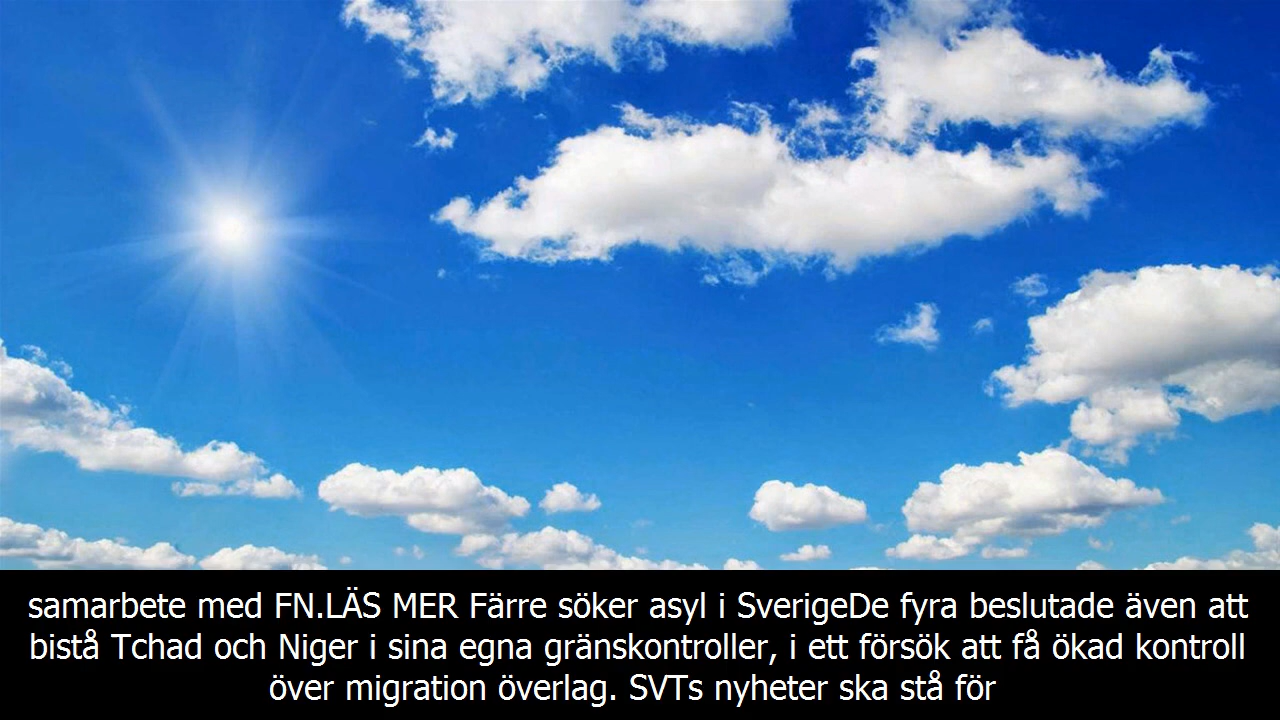 samarbete med FN.LÄS MER Färre söker asyl i SverigeDe fyra beslutade även att
bistå Tchad och Niger i sina egna gränskontroller, i ett försök att få ökad kontroll
över migration överlag. SVTs nyheter ska stå för